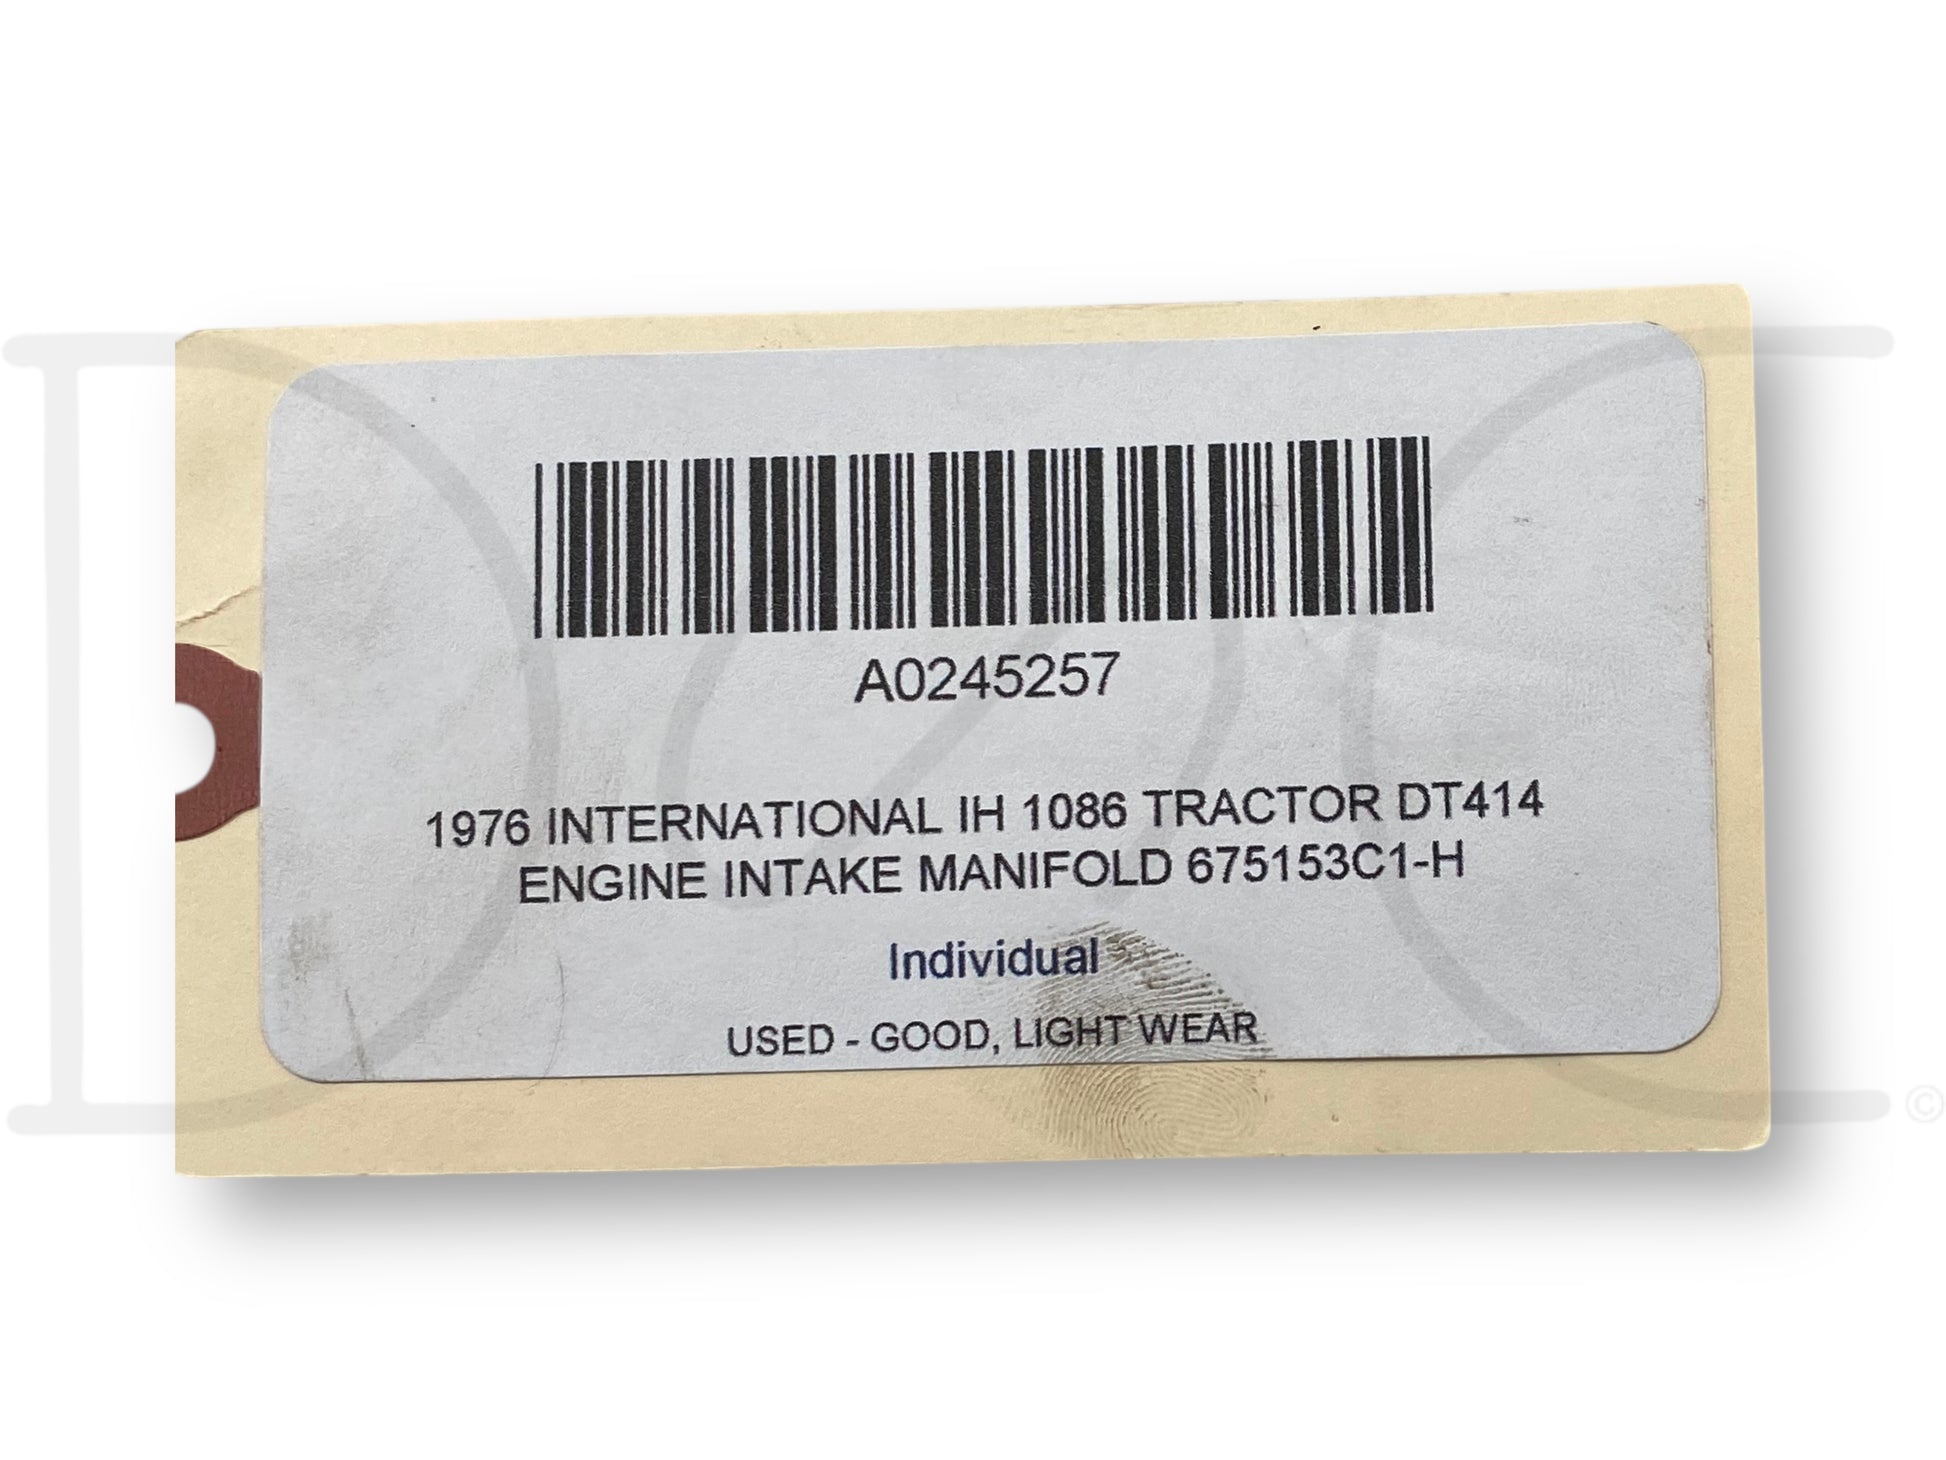 A0245257
1976 INTERNATIONAL IH 1086 TRACTOR DT414
ENGINE INTAKE MANIFOLD 675153C1-H
Individual
USED - GOOD, LIGHT WEAR
©